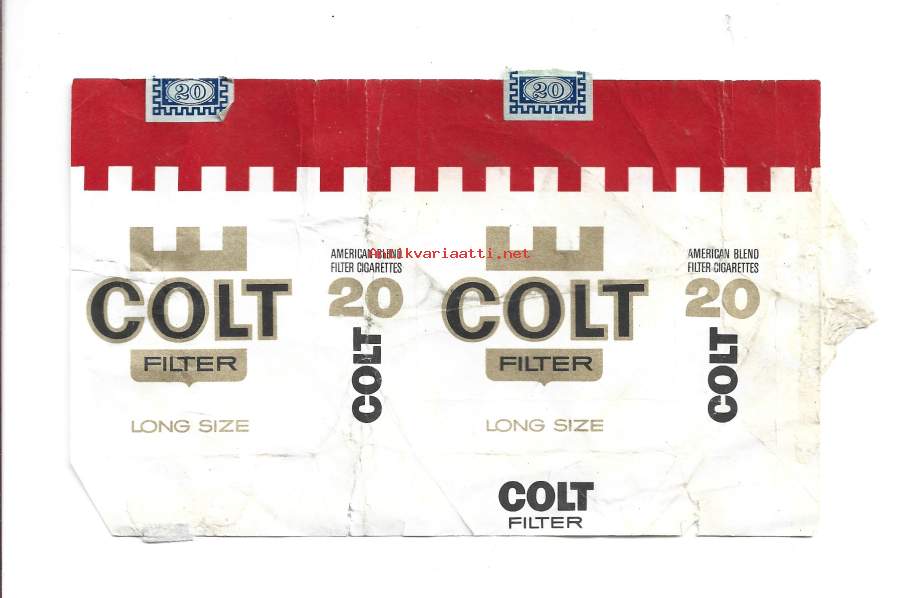 20
20
COLT
FILTER
LONG SIZE
AMERICAN BLEND
FILTER CIGARETTES
20
COLT
COLT
FILTER
LONG SIZE
AMERICAN BLEND
FILTER CIGARETTES
20
COLT
COLT
FILTER
Antikvariaatti.net